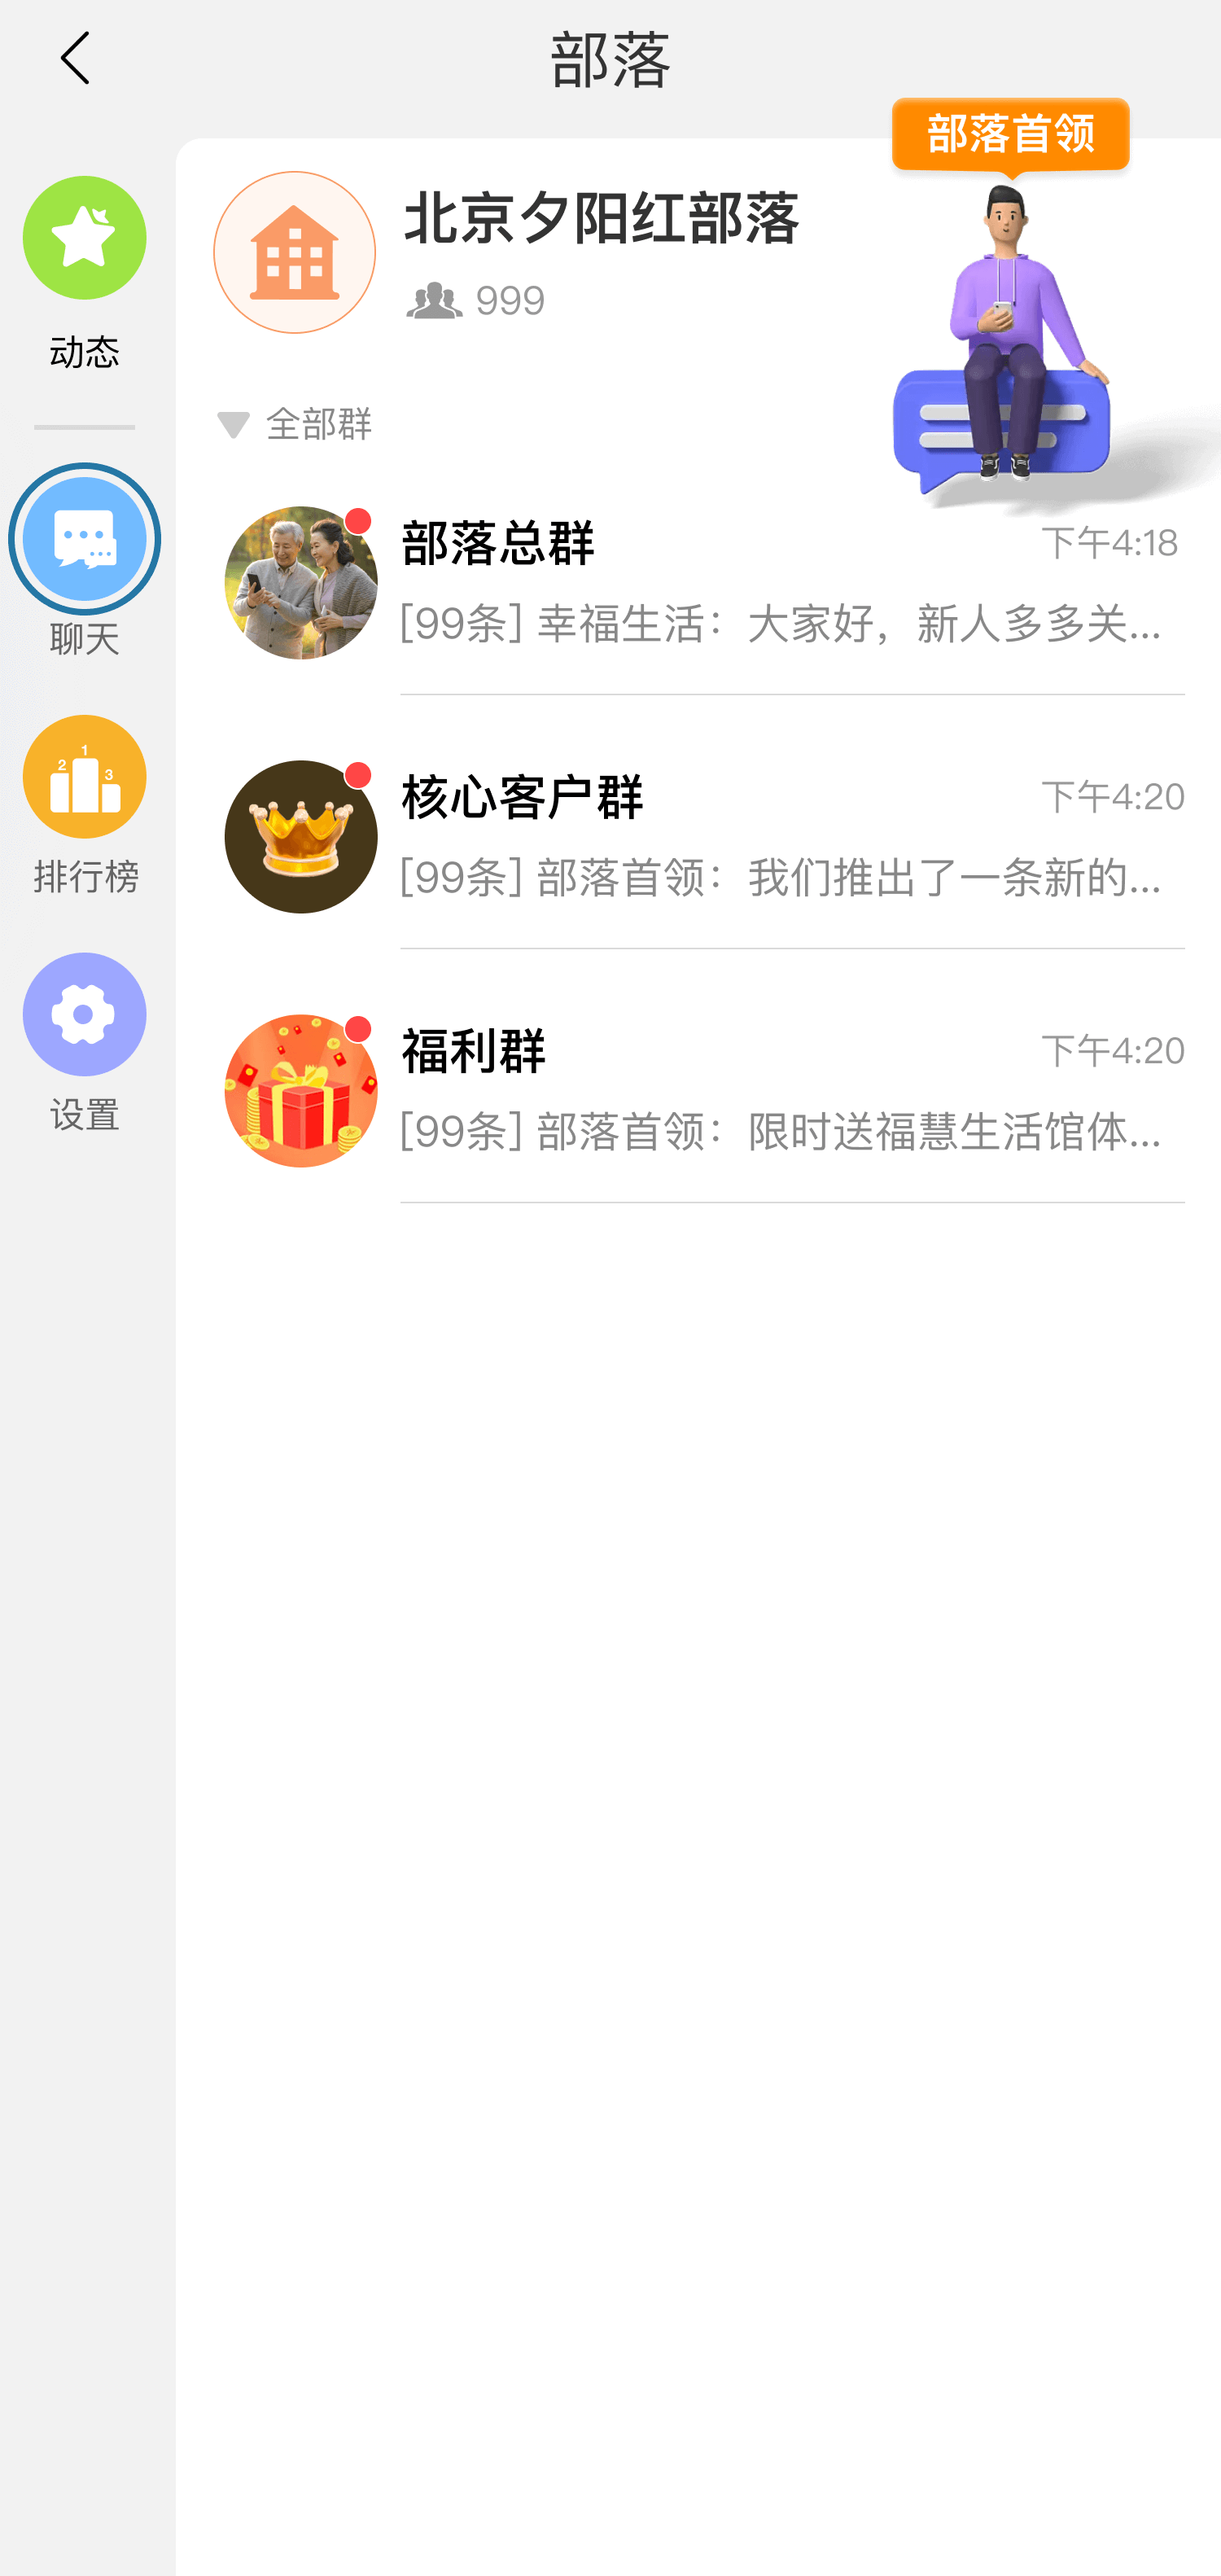 部落
部落首领
北京夕阳红部落
999
动态
全部群
部落总群
下午4:18
[99条] 幸福生活：大家好，新人多多关...
聊天
核心客户群
下午4:20
[99条] 部落首领：我们推出了一条新的...
1
2
3
排行榜
福利群
下午4:20
[99条] 部落首领：限时送福慧生活馆体...
设置